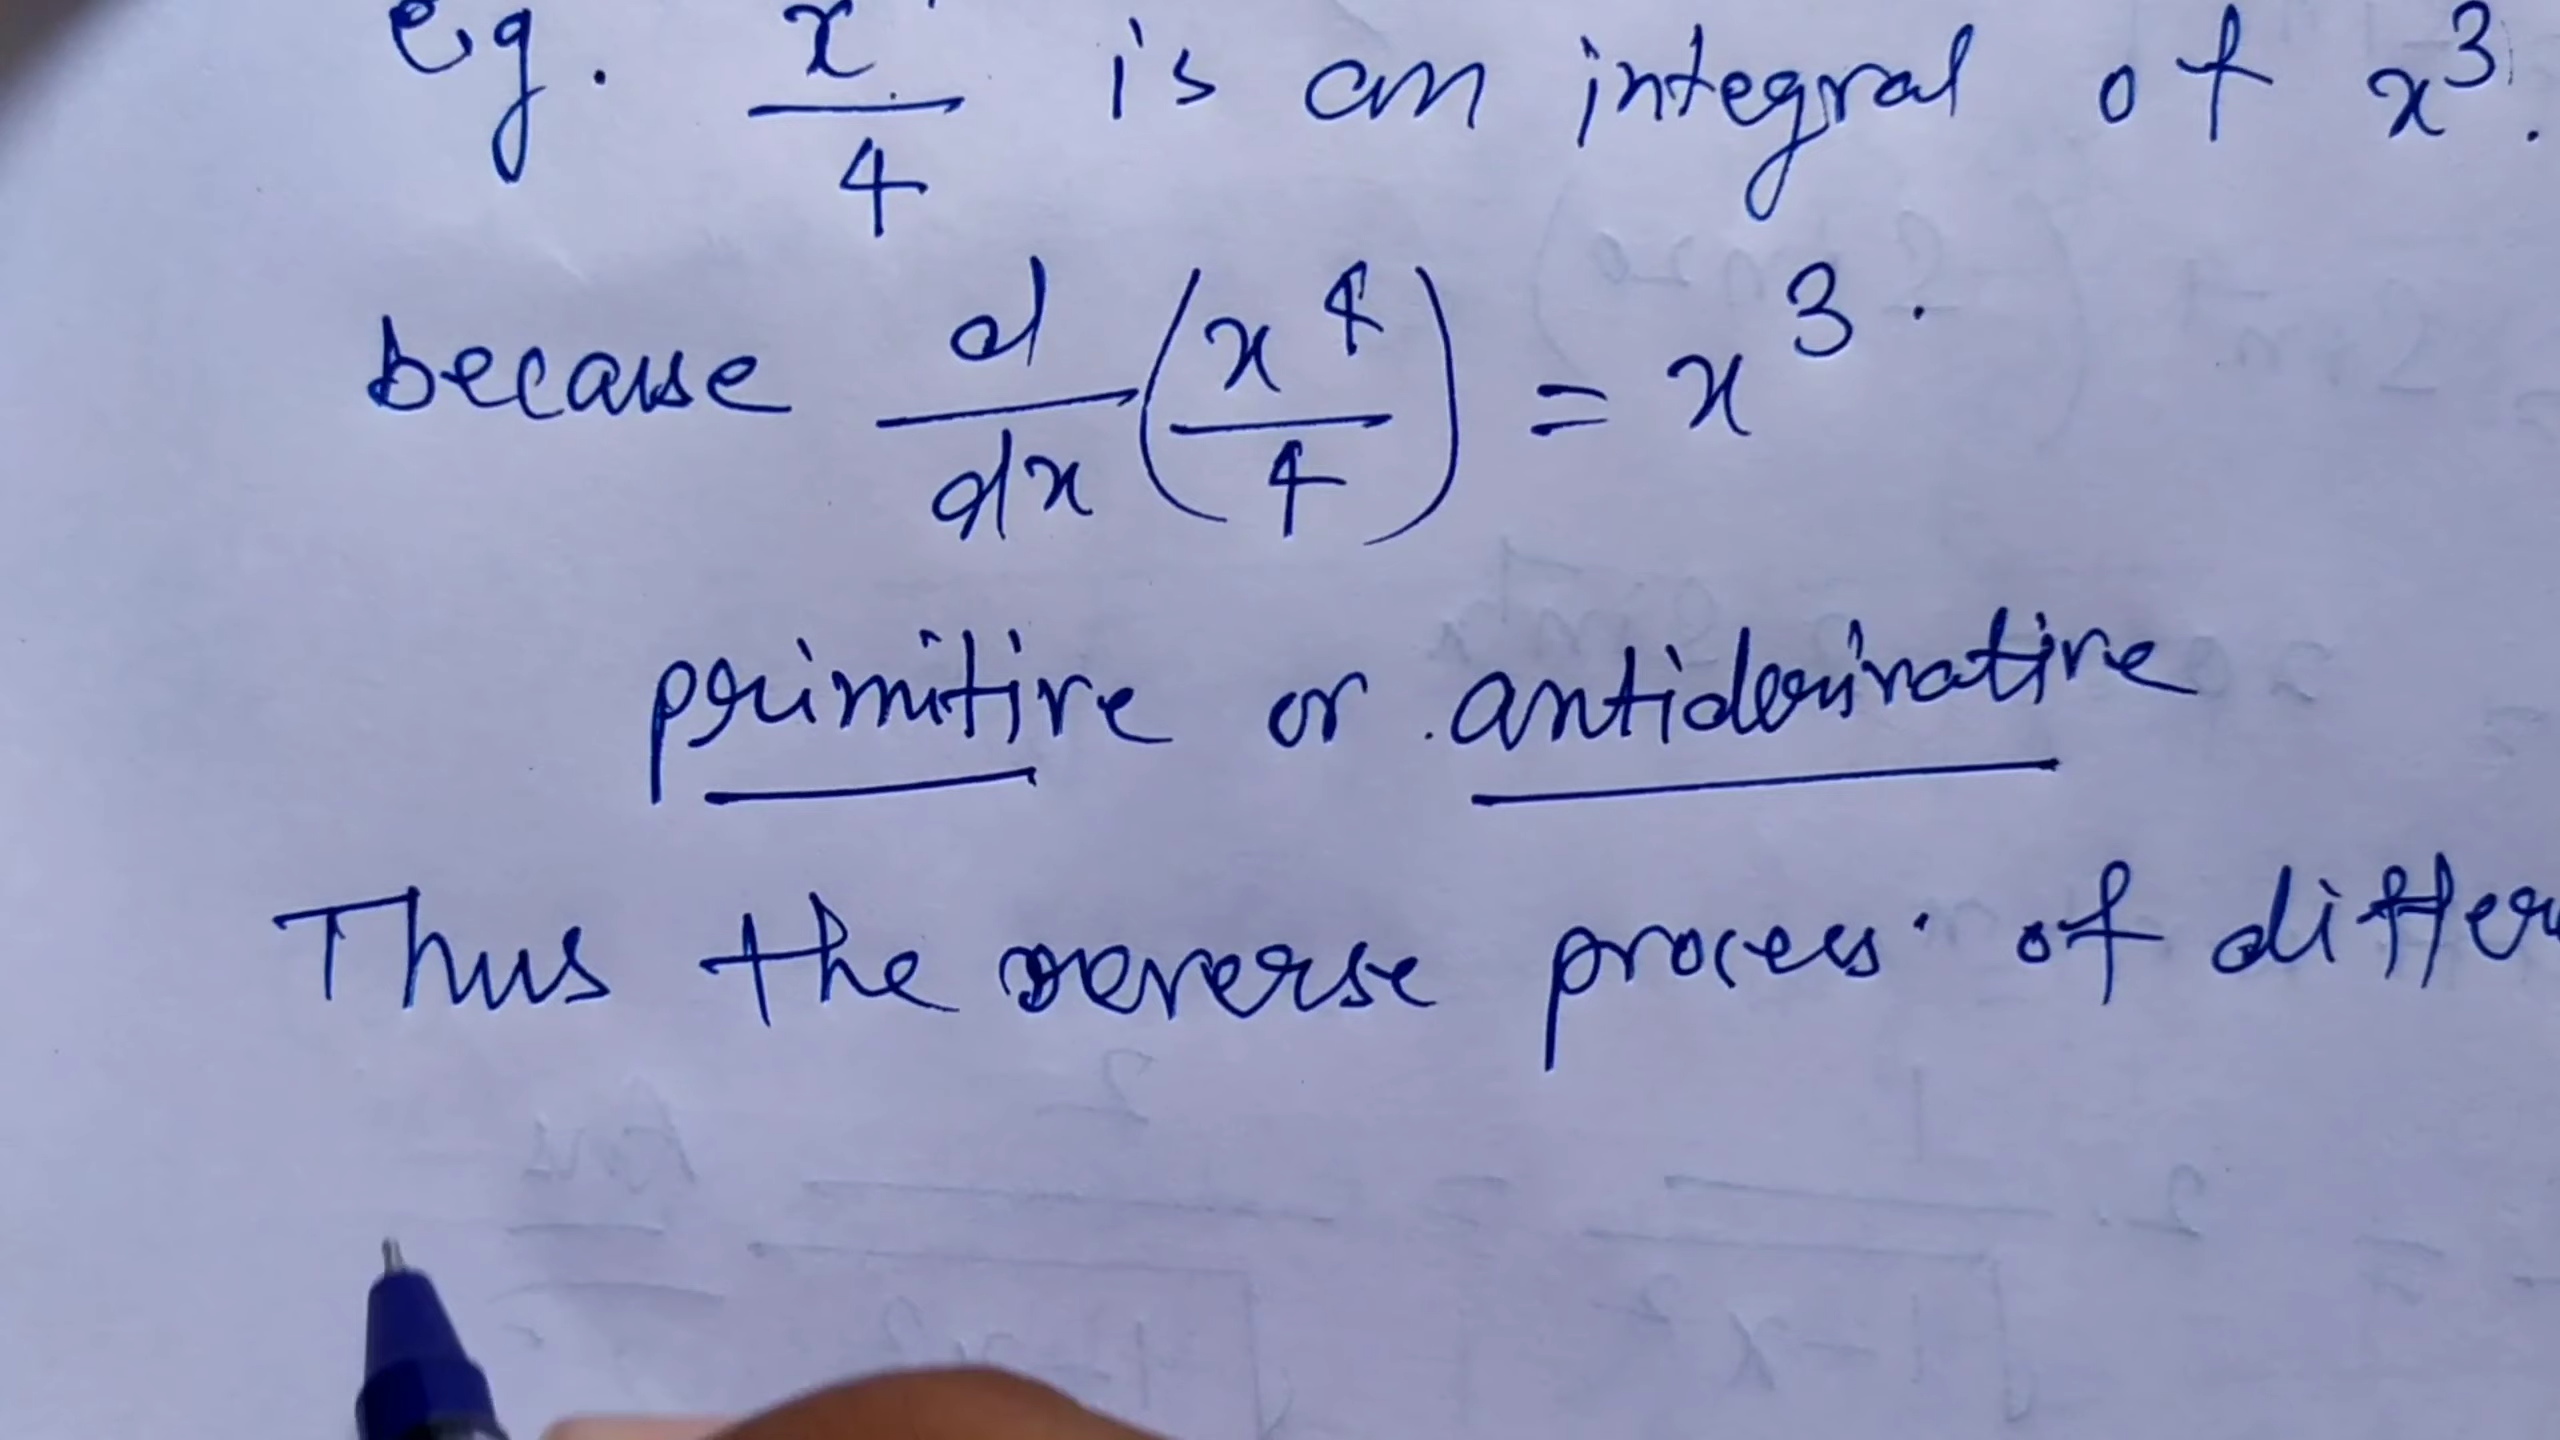 eg. x/4 is an integral of x³.
because d/dx (x⁴/4) = x³.
primitive or antiderivative
Thus the reverse process of differ